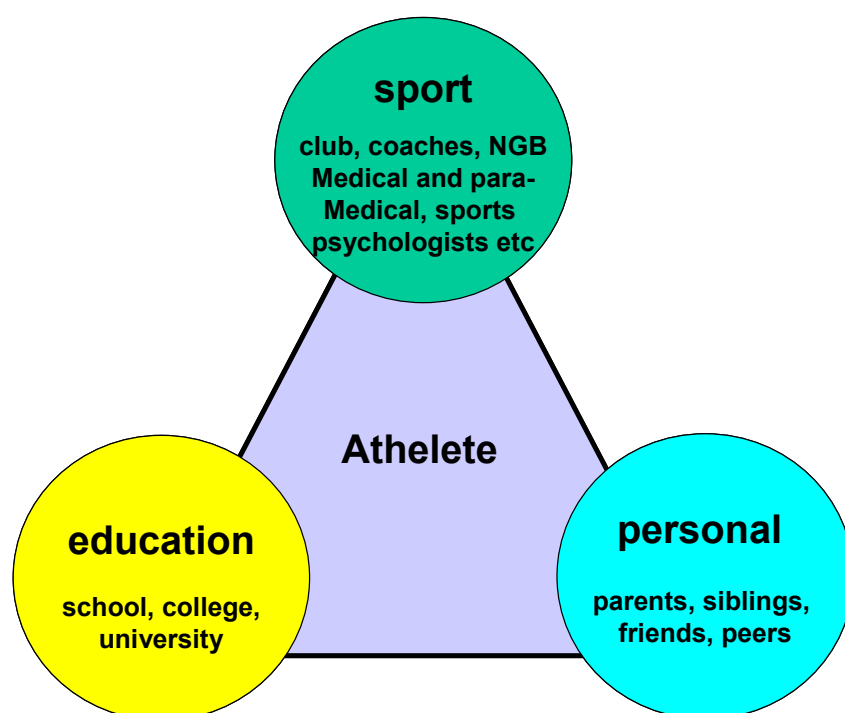 sport
club, coaches, NGB
Medical and para-
Medical, sports
psychologists etc
Athelete
education
school, college,
university
personal
parents, siblings,
friends, peers